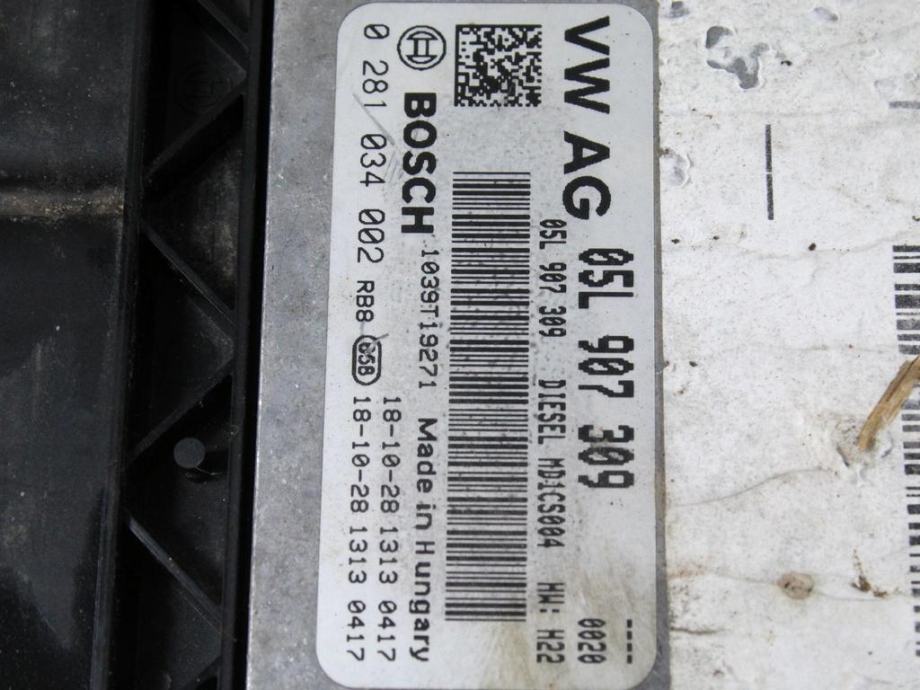 VW AG 05L 907 309 ----
05L 907 309 DIESEL MD1CS004 HW: H22 0020
BOSCH 1039T19271 Made in Hungary
18-10-28 1313 0417
0 281 034 002 RB8 65B 18-10-28 1313 0417